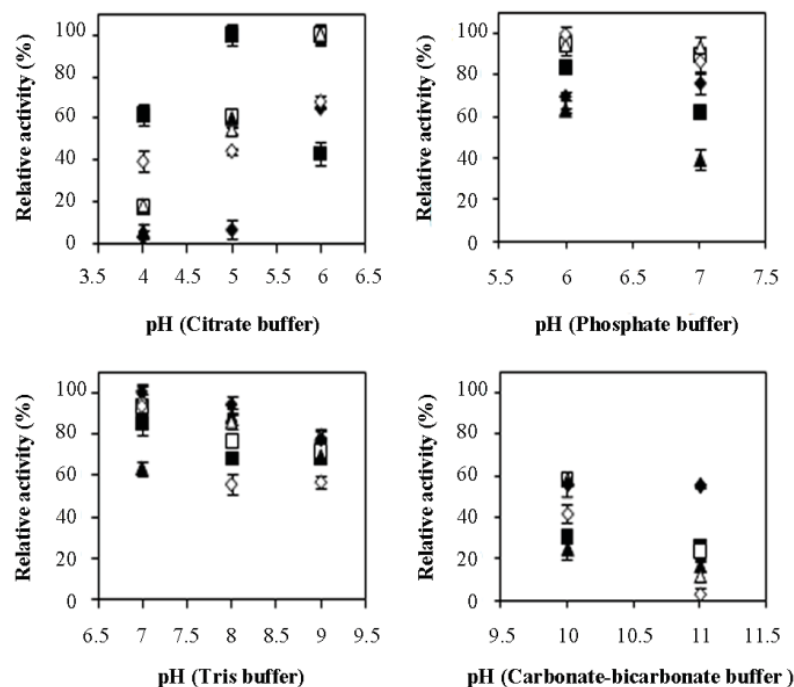 Relative activity (%)
100
80
60
40
20
0
3.5 4 4.5 5 5.5 6 6.5
pH (Citrate buffer)
Relative activity (%)
100
80
60
40
20
0
5.5 6 6.5 7 7.5
pH (Phosphate buffer)
Relative activity (%)
100
80
60
40
20
0
6.5 7 7.5 8 8.5 9 9.5
pH (Tris buffer)
Relative activity (%)
100
80
60
40
20
0
9.5 10 10.5 11 11.5
pH (Carbonate-bicarbonate buffer )